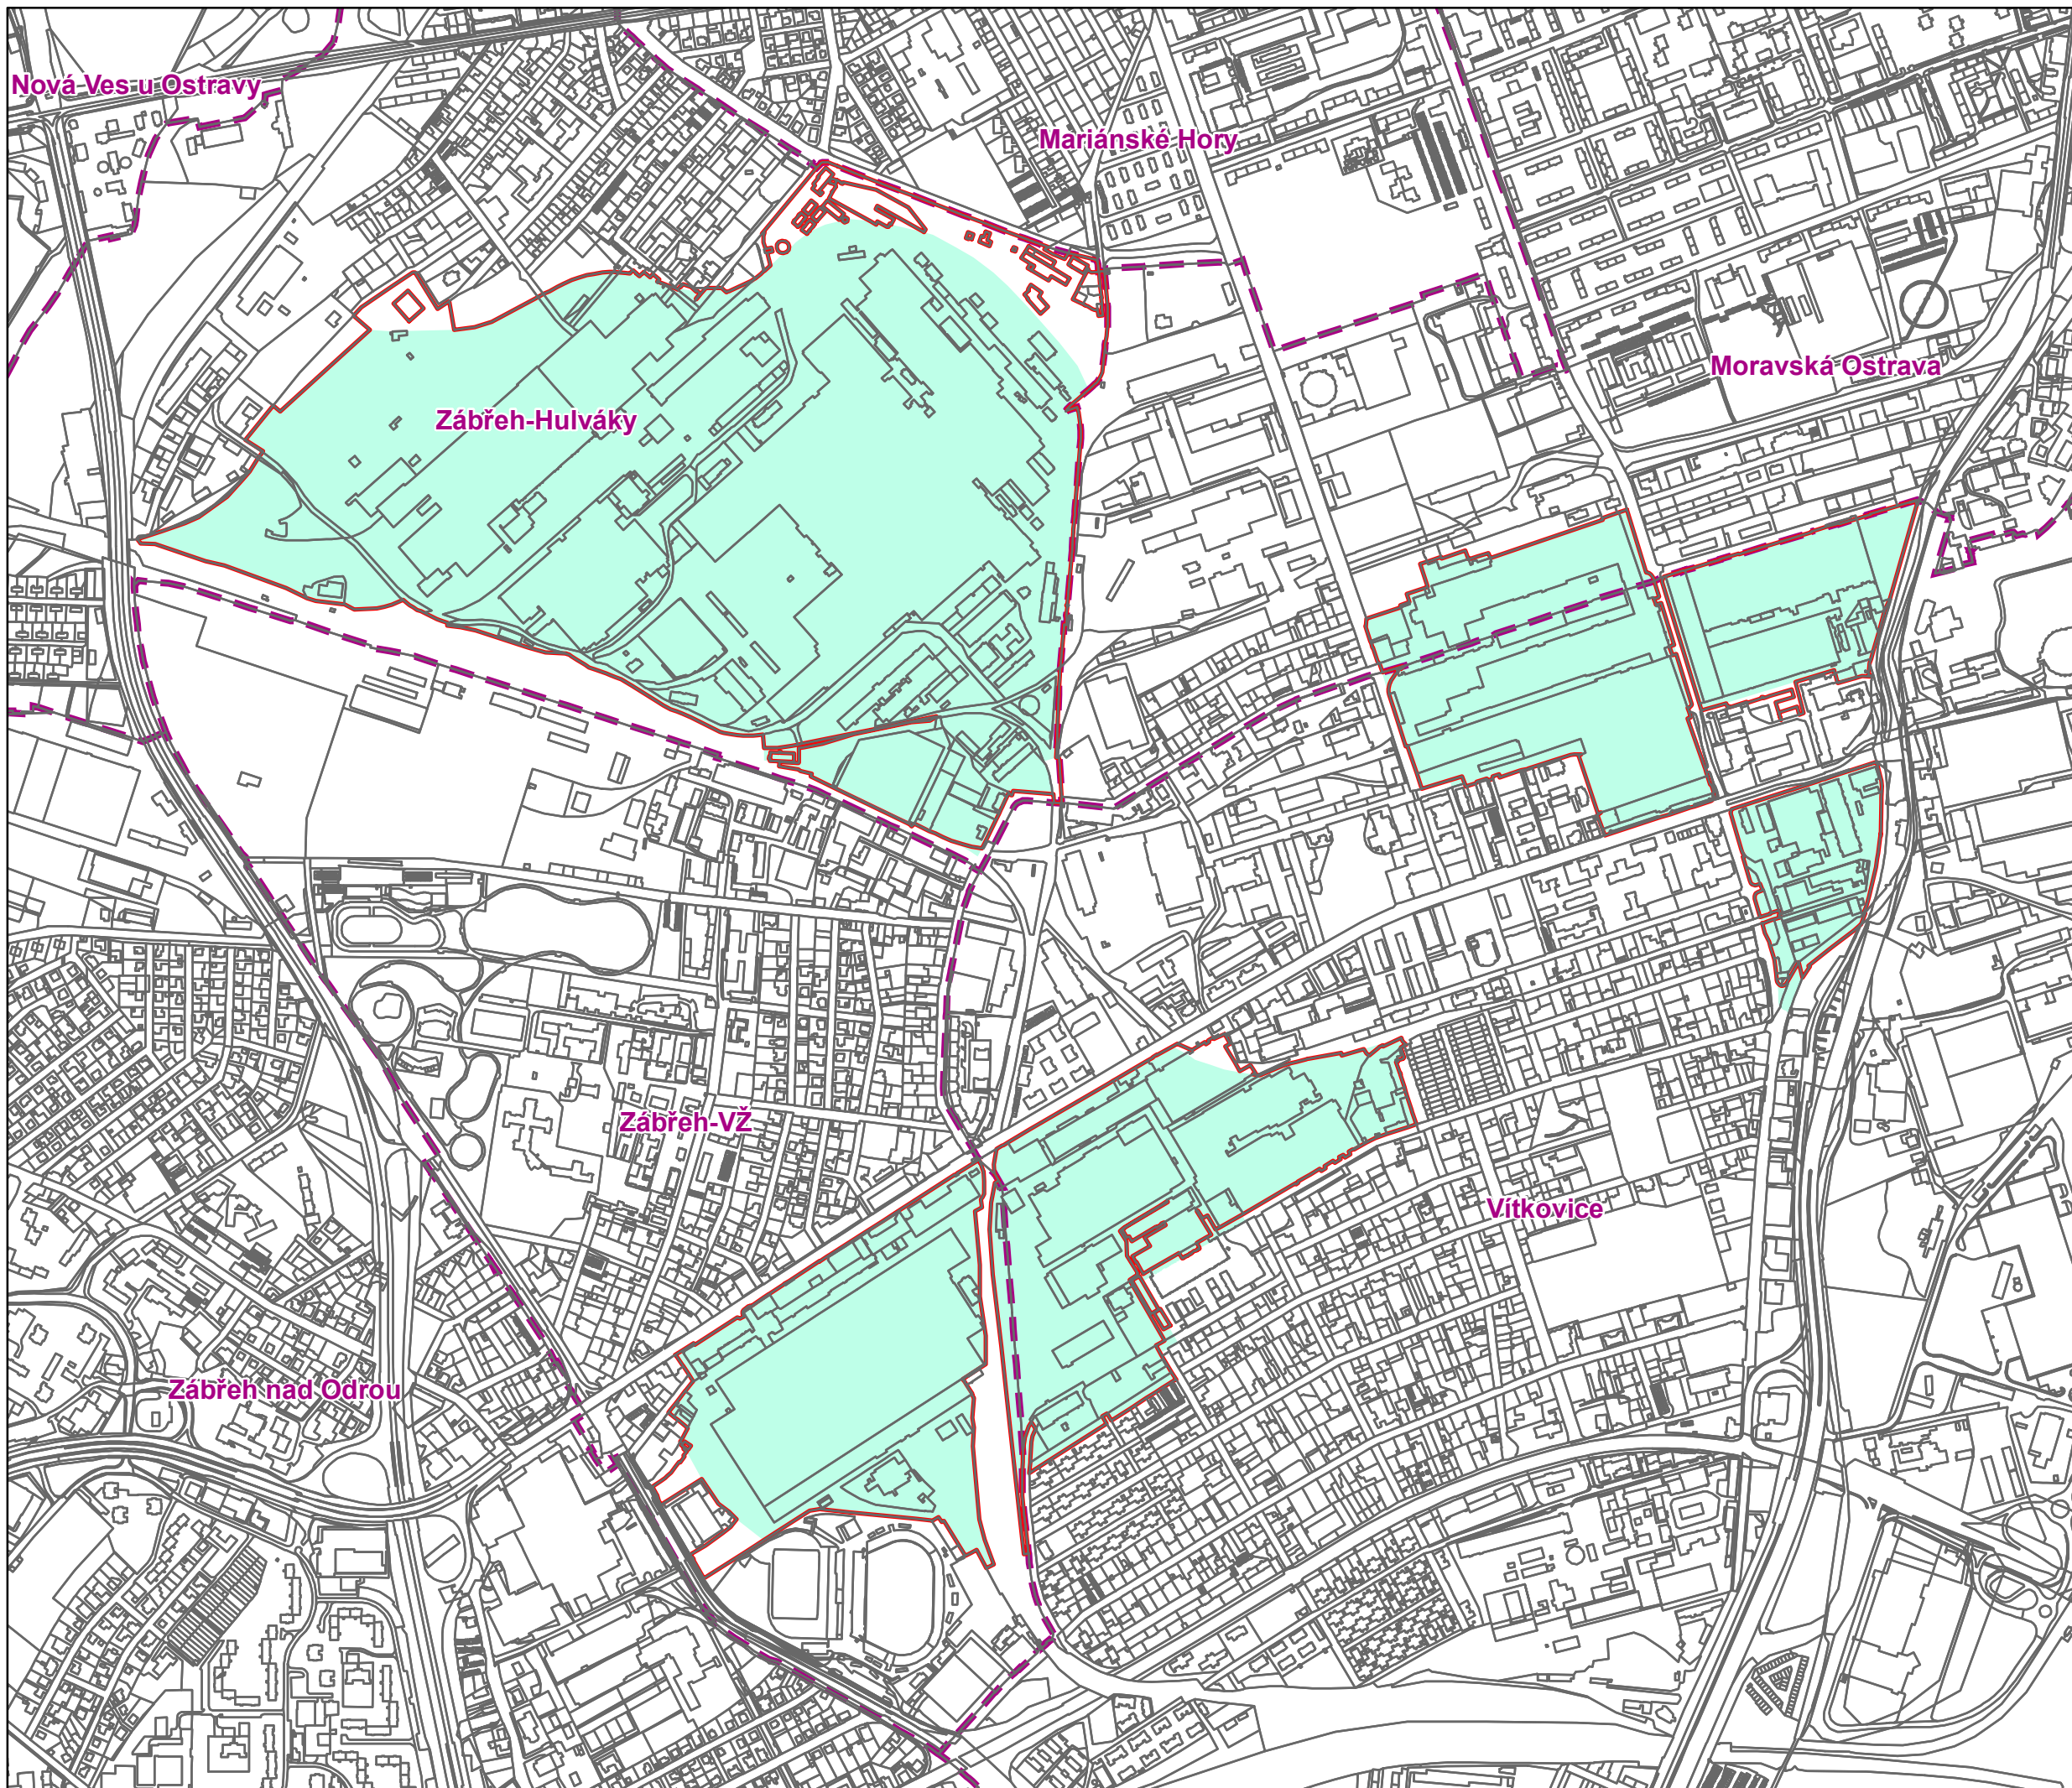 Nová Ves u Ostravy
Mariánské Hory
Moravská Ostrava
Zábřeh-Hulváky
Zábřeh-VŽ
Vítkovice
Zábřeh nad Odrou